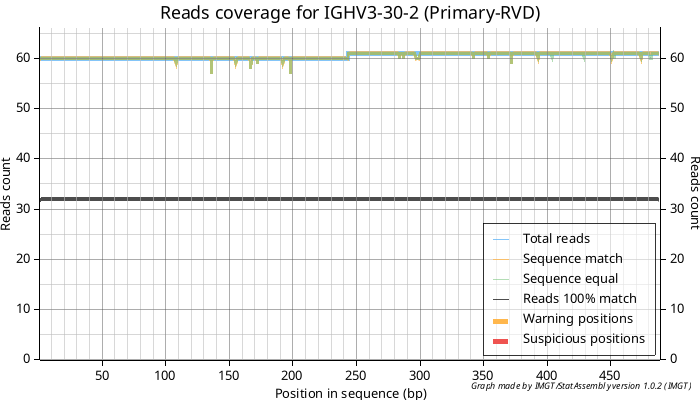 Reads coverage for IGHV3-30-2 (Primary-RVD)
60
50
40
30
20
10
0
Reads count
60
50
40
30
20
10
0
Reads count
Total reads
Sequence match
Sequence equal
Reads 100% match
Warning positions
Suspicious positions
50 100 150 200 250 300 350 400 450
Position in sequence (bp)
Graph made by IMGT/StatAssembly version 1.0.2 (IMGT)